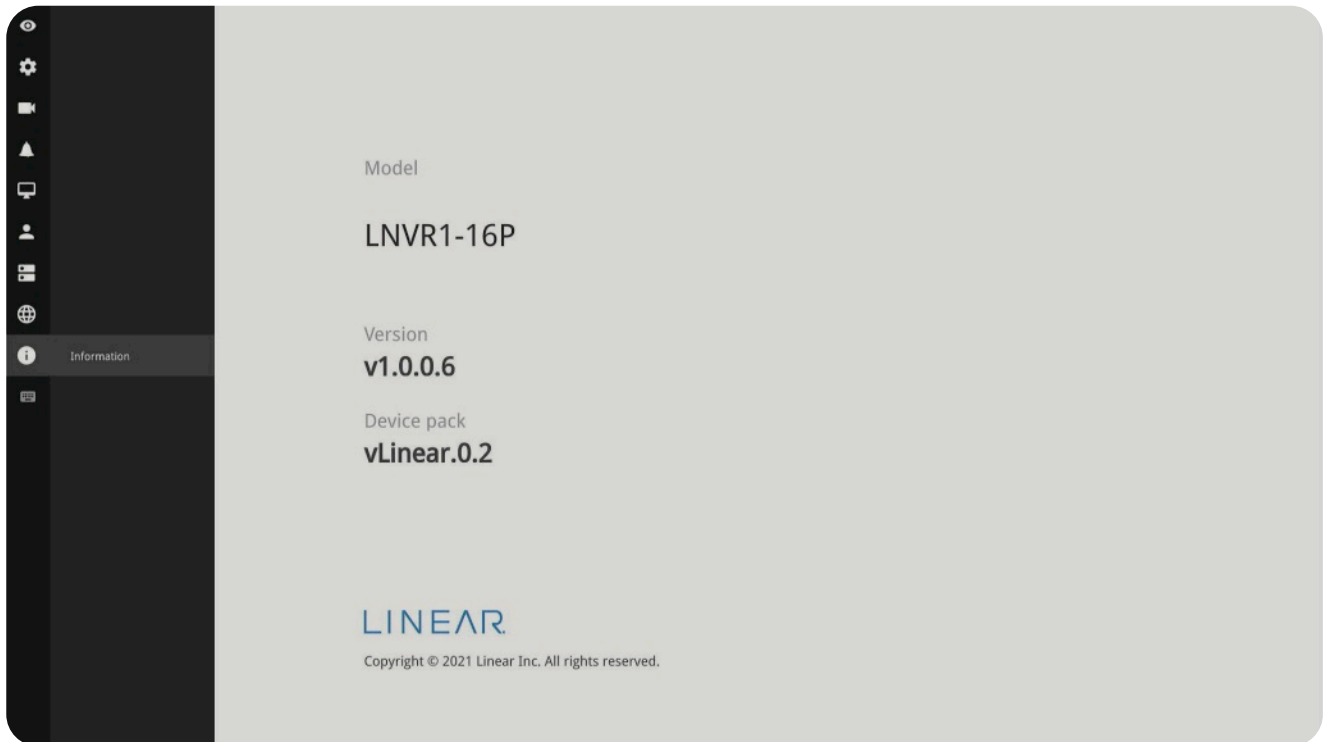 Model
LNVR1-16P
Version
v1.0.0.6
Information
Device pack
vLinear.0.2
LINEAR
Copyright © 2021 Linear Inc. All rights reserved.